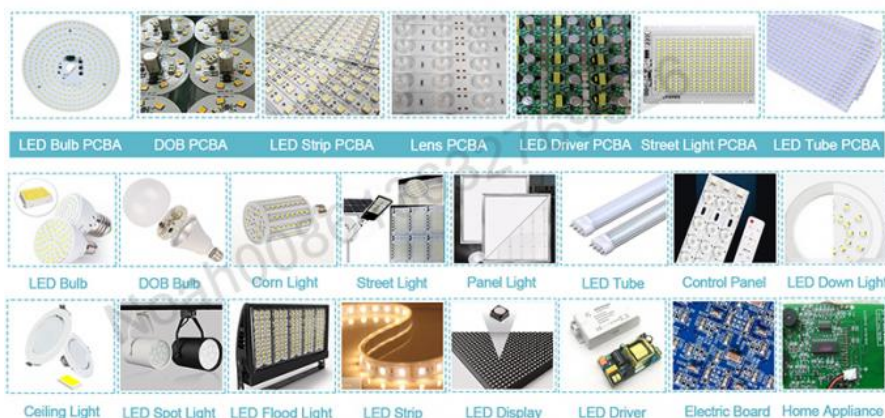 LED Bulb PCBA DOB PCBA LED Strip PCBA Lens PCBA LED Driver PCBA Street Light PCBA LED Tube PCBA
LED Bulb DOB Bulb Corn Light Street Light Panel Light LED Tube Control Panel LED Down Light
Ceiling Light LED Spot Light LED Flood Light LED Strip LED Display LED Driver Electric Board Home Appliance